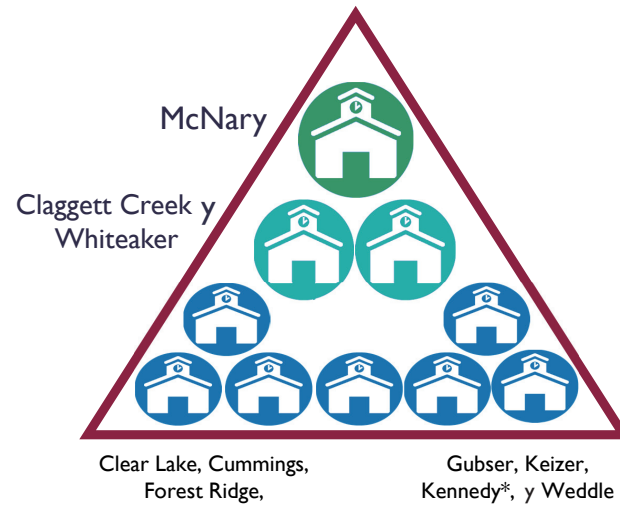 McNary
Claggett Creek y
Whiteaker
Clear Lake, Cummings,
Forest Ridge,
Gubser, Keizer,
Kennedy*, y Weddle